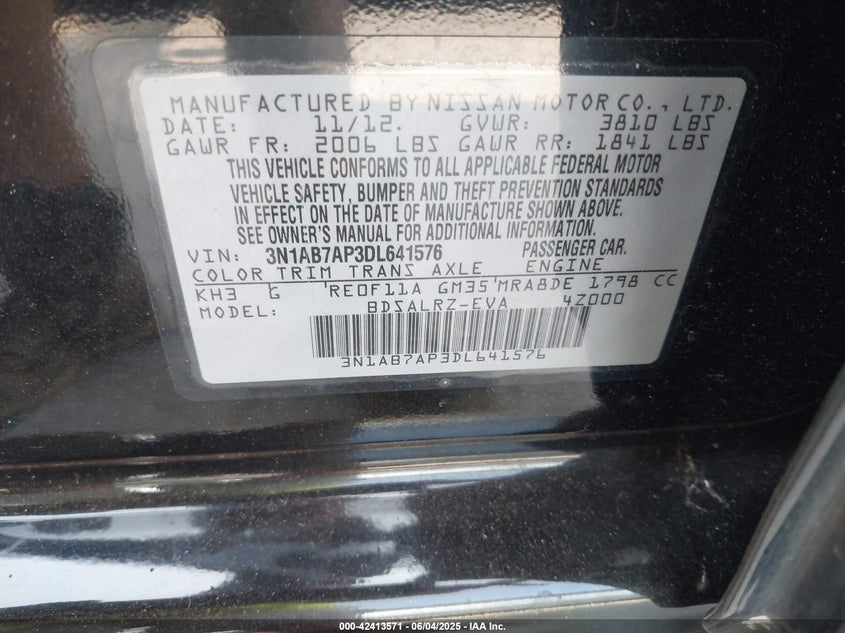 MANUFACTURED BY NISSAN MOTOR CO., LTD.
DATE: 11/12. GVWR: 3810 LBS
GAWR FR: 2006 LBS GAWR RR: 1841 LBS
THIS VEHICLE CONFORMS TO ALL APPLICABLE FEDERAL MOTOR
VEHICLE SAFETY, BUMPER AND THEFT PREVENTION STANDARDS
IN EFFECT ON THE DATE OF MANUFACTURE SHOWN ABOVE.
SEE OWNER'S MANUAL FOR ADDITIONAL INFORMATION.
VIN: 3N1AB7AP3DL641576 PASSENGER CAR.
COLOR TRIM TRANS AXLE ENGINE
KH3 G RE0F11A GM35 MRA8DE 1798 CC
MODEL: BDSALRZ-EVA 4Z000
3N1AB7AP3DL641576
000-42413571 | 06/04/2025 - IAA Inc.